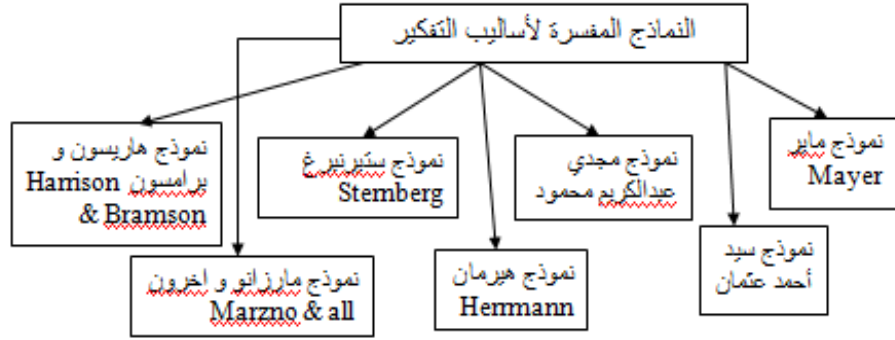 النماذج المفسرة لأساليب التفكير
نموذج ماير
Mayer
نموذج مجدي
عبدالكريم محمود
نموذج ستيرنبرغ
Sternberg
نموذج هاريسون و
برامسون Harrison
& Bramson
نموذج سيد
أحمد عثمان
نموذج هيرمان
Herrmann
نموذج مارزانو و اخرون
Marzno & all